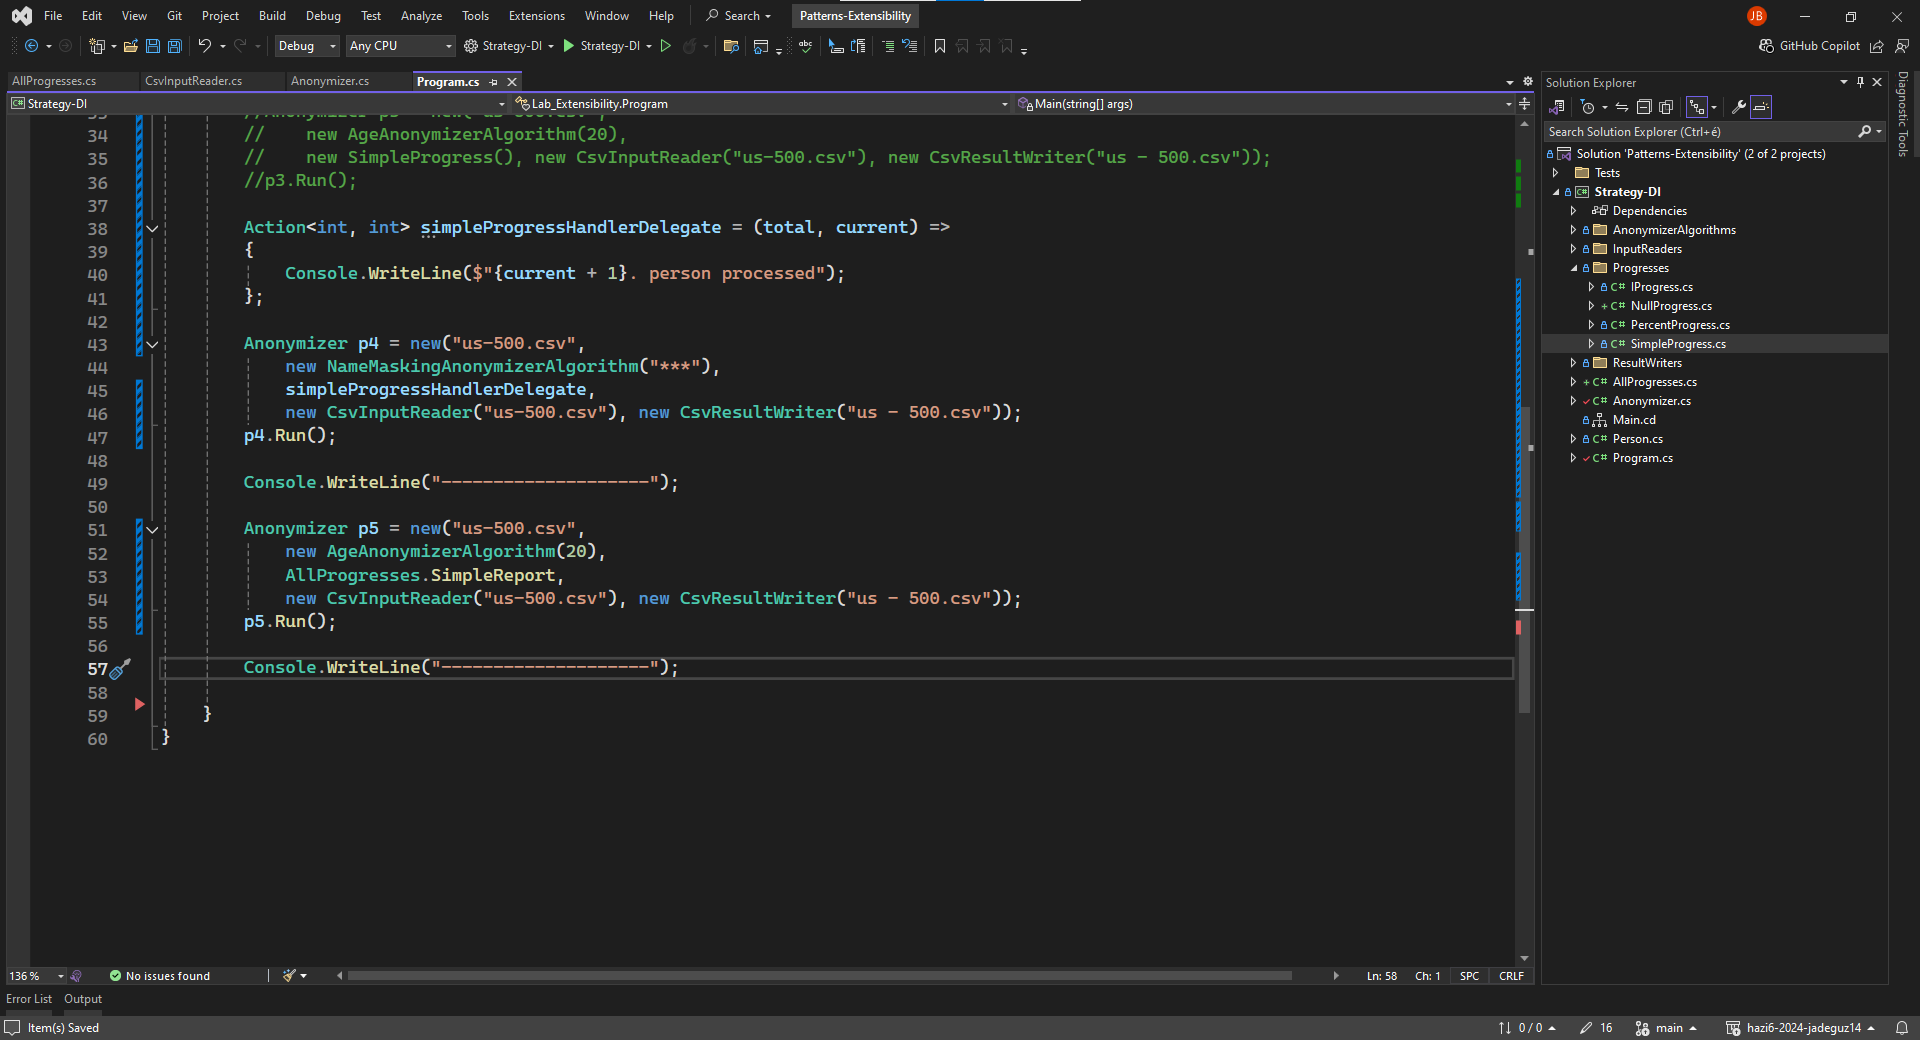 File Edit View Git Project Build Debug Test Analyze Tools Extensions Window Help Search Patterns-Extensibility JB
Debug Any CPU Strategy-DI Strategy-DI GitHub Copilot
AllProgresses.cs CsvInputReader.cs Anonymizer.cs Program.cs
Strategy-DI Lab_Extensibility.Program Main(string[] args)
34 // new AgeAnonymizerAlgorithm(20),
35 // new SimpleProgress(), new CsvInputReader("us-500.csv"), new CsvResultWriter("us - 500.csv"));
36 //p3.Run();
37
38 Action<int, int> simpleProgressHandlerDelegate = (total, current) =>
39 {
40 Console.WriteLine($"{current + 1}. person processed");
41 };
42
43 Anonymizer p4 = new("us-500.csv",
44 new NameMaskingAnonymizerAlgorithm("***"),
45 simpleProgressHandlerDelegate,
46 new CsvInputReader("us-500.csv"), new CsvResultWriter("us - 500.csv"));
47 p4.Run();
48
49 Console.WriteLine("--------------------");
50
51 Anonymizer p5 = new("us-500.csv",
52 new AgeAnonymizerAlgorithm(20),
53 AllProgresses.SimpleReport,
54 new CsvInputReader("us-500.csv"), new CsvResultWriter("us - 500.csv"));
55 p5.Run();
56
57 Console.WriteLine("--------------------");
58
59 }
60 }
136 % No issues found Ln: 58 Ch: 1 SPC CRLF
Solution Explorer
Search Solution Explorer (Ctrl+é)
Solution 'Patterns-Extensibility' (2 of 2 projects)
Tests
C# Strategy-DI
Dependencies
AnonymizerAlgorithms
InputReaders
Progresses
C# IProgress.cs
+ C# NullProgress.cs
C# PercentProgress.cs
C# SimpleProgress.cs
ResultWriters
+ C# AllProgresses.cs
C# Anonymizer.cs
Main.cd
C# Person.cs
C# Program.cs
Diagnostic Tools
Error List Output
Item(s) Saved 0 / 0 16 main hazi6-2024-jadeguz14